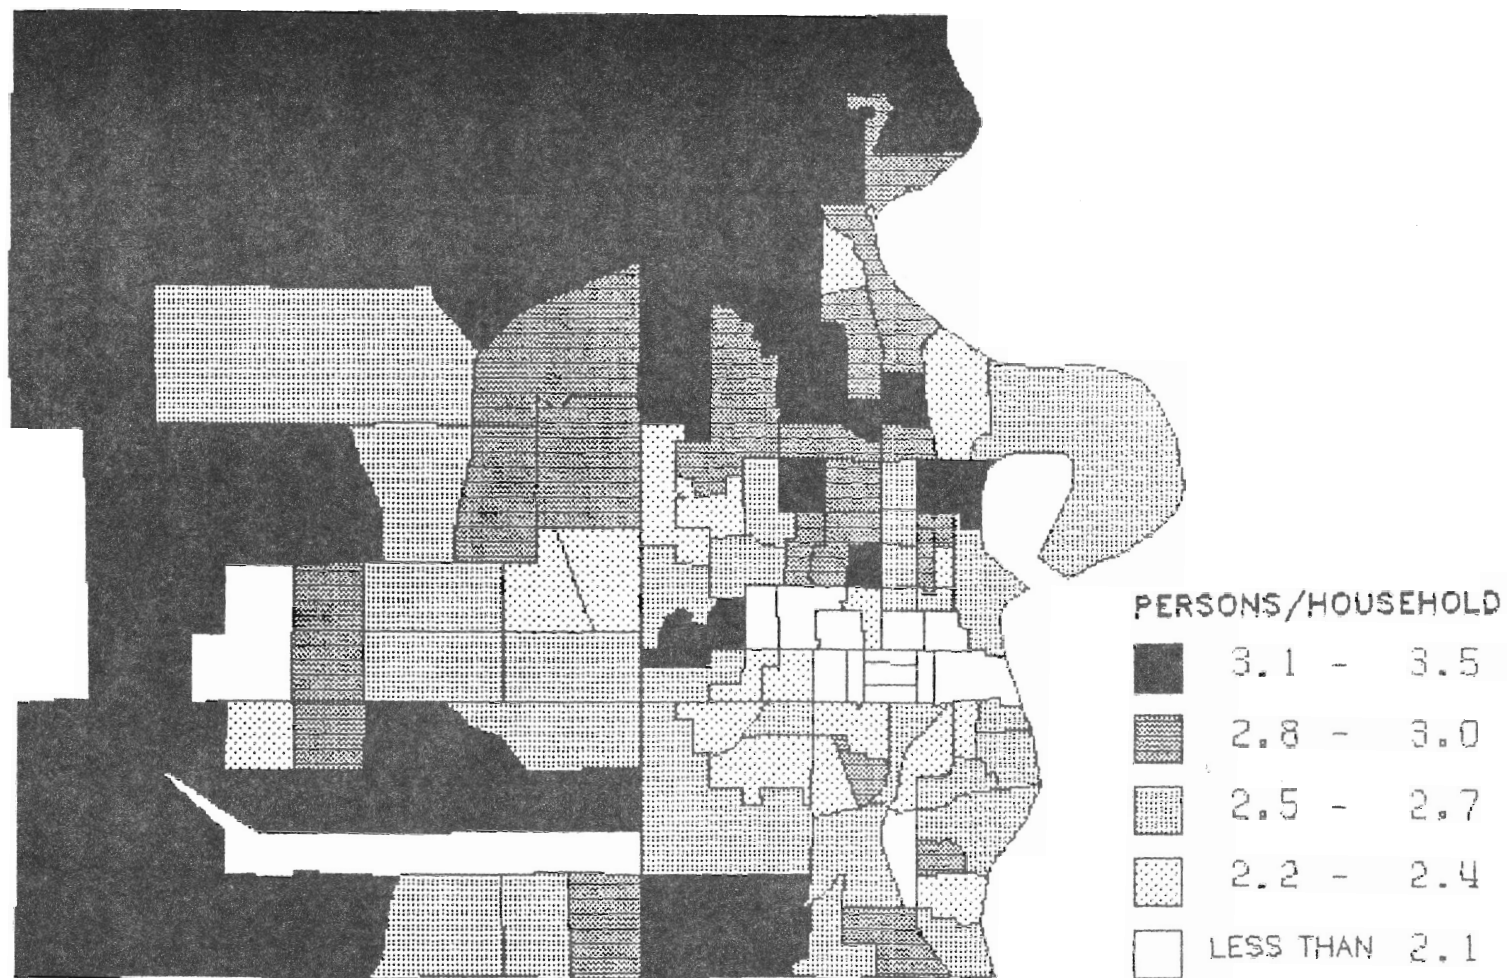 PERSONS/HOUSEHOLD
3.1 - 3.5
2.8 - 3.0
2.5 - 2.7
2.2 - 2.4
LESS THAN 2.1